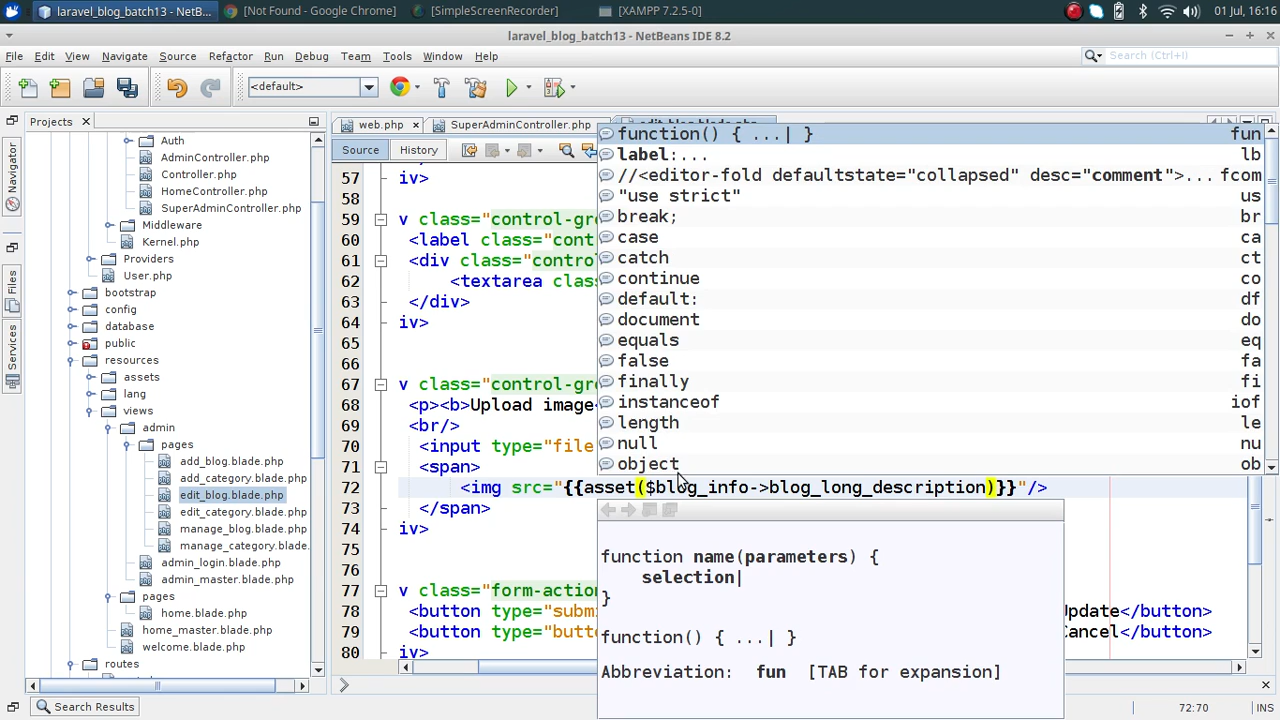 laravel_blog_batch13 - NetB...
[Not Found - Google Chrome]
[SimpleScreenRecorder]
[XAMPP 7.2.5-0]
01 Jul, 16:16
laravel_blog_batch13 - NetBeans IDE 8.2
File Edit View Navigate Source Refactor Run Debug Team Tools Window Help
Search (Ctrl+I)
<default>
Projects
web.php
SuperAdminController.php
Source History
Navigator
Files
Services
Auth
AdminController.php
Controller.php
HomeController.php
SuperAdminController.php
Middleware
Kernel.php
Providers
User.php
bootstrap
config
database
public
resources
assets
lang
views
admin
pages
add_blog.blade.php
add_category.blade.php
edit_blog.blade.php
edit_category.blade.php
manage_blog.blade.php
manage_category.blade.
admin_login.blade.php
admin_master.blade.php
pages
home.blade.php
home_master.blade.php
welcome.blade.php
routes
57 iv>
58
59 v class="control-gr
60 <label class="cont
61 <div class="contro
62 <textarea clas
63 </div>
64 iv>
65
67 v class="control-gr
68 <p><b>Upload image<
69 <br/>
70 <input type="file
71 <span>
72 <img src="{{asset($blog_info->blog_long_description)}}"/>
73 </span>
74 iv>
75
76
77 v class="form-actio
78 <button type="submi Update</button>
79 <button type="butt Cancel</button>
80 iv>
function() { ...| } fun
label:... lb
//<editor-fold defaultstate="collapsed" desc="comment">... fcom
"use strict" us
break; br
case ca
catch ct
continue co
default: df
document do
equals eq
false fa
finally fi
instanceof iof
length le
null nu
object ob
function name(parameters) {
selection|
}
function() { ...| }
Abbreviation: fun [TAB for expansion]
Search Results
72:70 INS